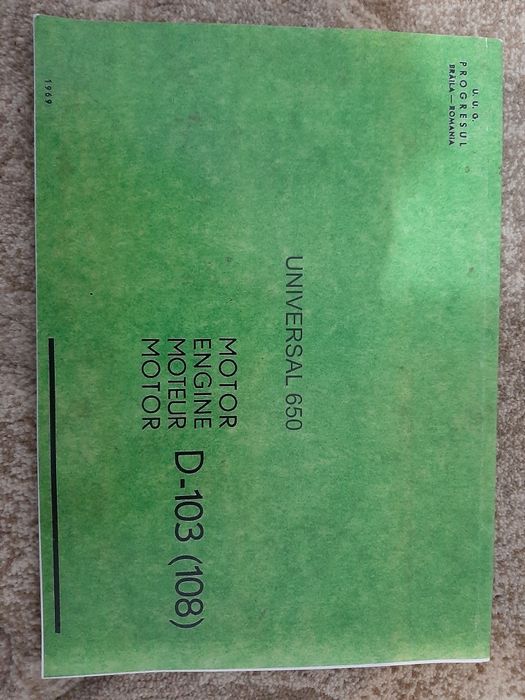 U. U. G.
PROGRESUL
BRĂILA — ROMANIA
UNIVERSAL 650
MOTOR
ENGINE
MOTEUR
MOTOR
D-103 (108)
1969